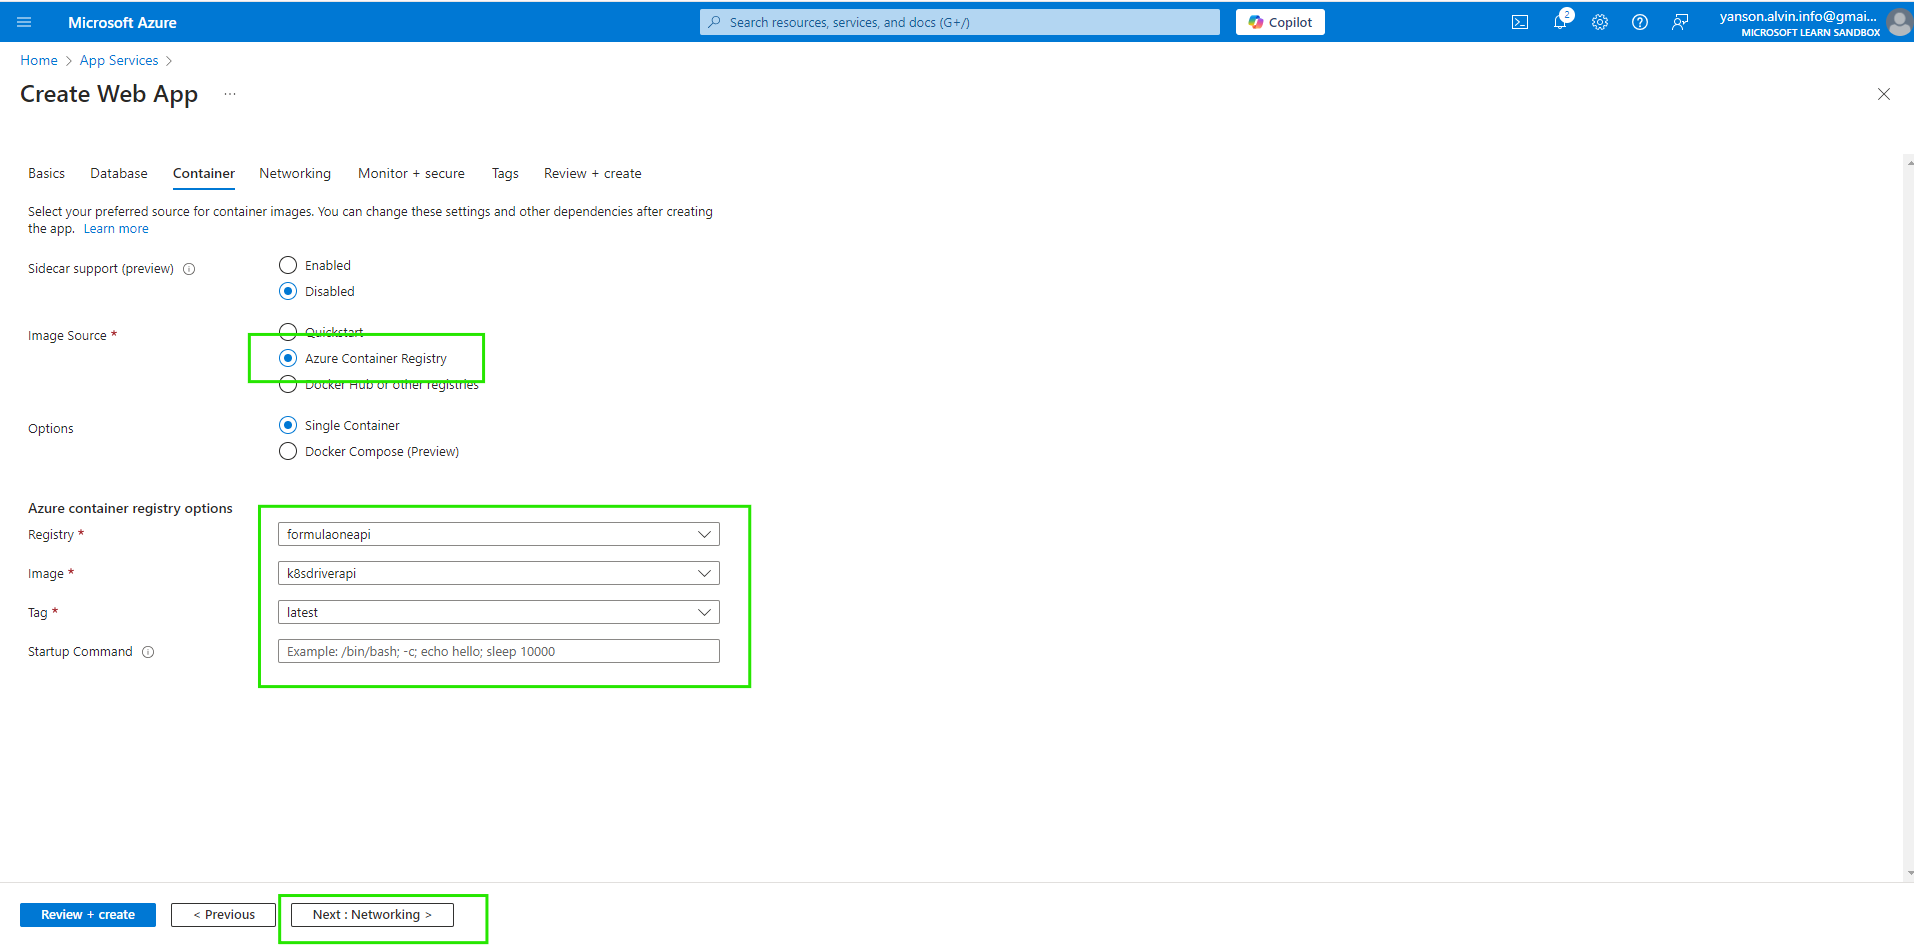 Microsoft Azure
Search resources, services, and docs (G+/)
Copilot
2
yanson.alvin.info@gmai...
MICROSOFT LEARN SANDBOX
Home > App Services >
Create Web App ...
Basics Database Container Networking Monitor + secure Tags Review + create
Select your preferred source for container images. You can change these settings and other dependencies after creating
the app. Learn more
Sidecar support (preview)
Enabled
Disabled
Image Source *
Quickstart
Azure Container Registry
Docker Hub or other registries
Options
Single Container
Docker Compose (Preview)
Azure container registry options
Registry * formulaoneapi
Image * k8sdriverapi
Tag * latest
Startup Command Example: /bin/bash; -c; echo hello; sleep 10000
Review + create < Previous Next : Networking >